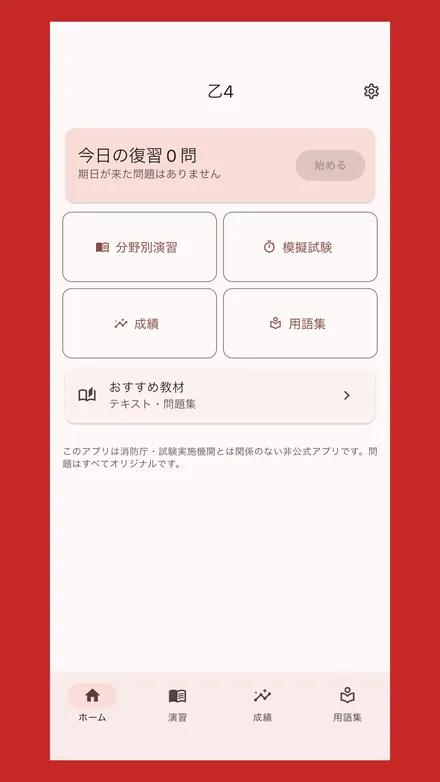 乙4
今日の復習 0 問
期日が来た問題はありません
始める
分野別演習
模擬試験
成績
用語集
おすすめ教材
テキスト・問題集
このアプリは消防庁・試験実施機関とは関係のない非公式アプリです。問
題はすべてオリジナルです。
ホーム
演習
成績
用語集